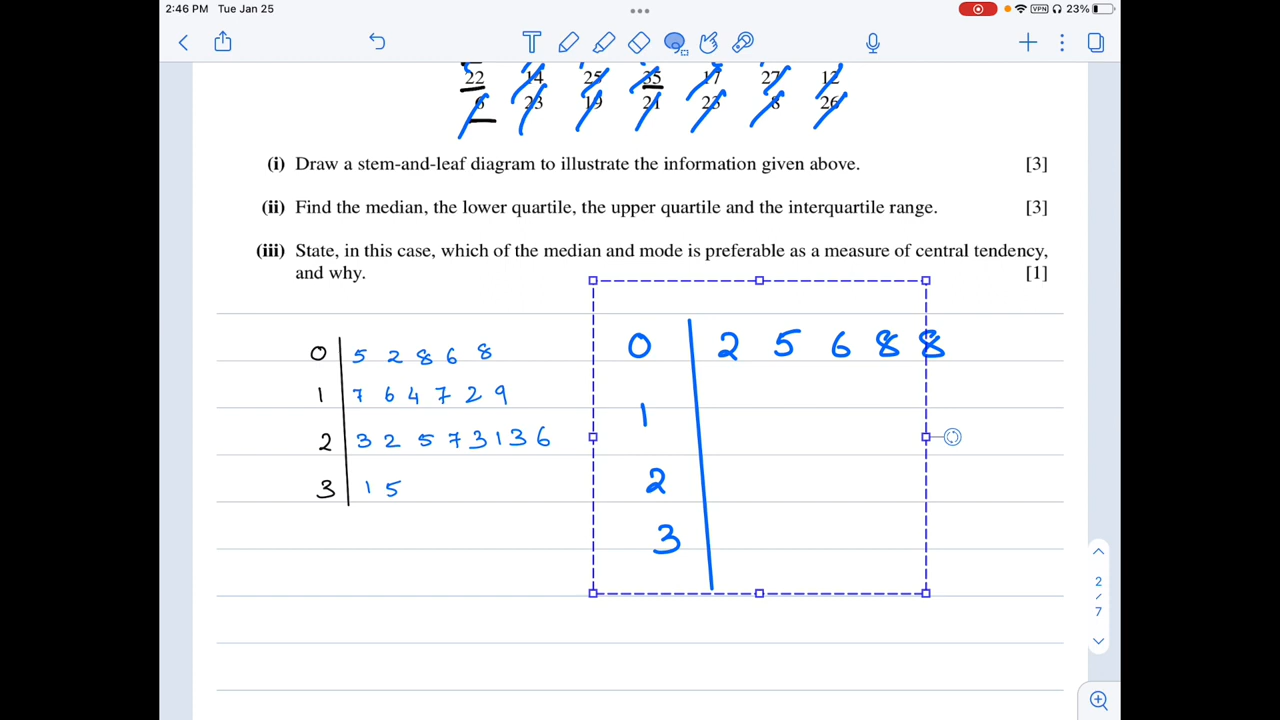 2:46 PM Tue Jan 25
VPN 23%
22 14 25 35 17 27 12
6 23 19 21 23 8 26
(i) Draw a stem-and-leaf diagram to illustrate the information given above. [3]
(ii) Find the median, the lower quartile, the upper quartile and the interquartile range. [3]
(iii) State, in this case, which of the median and mode is preferable as a measure of central tendency,
and why. [1]
0 5 2 8 6 8
1 7 6 4 7 2 9
2 3 2 5 7 3 1 3 6
3 1 5
0 2 5 6 8 8
1
2
3
2
/
7